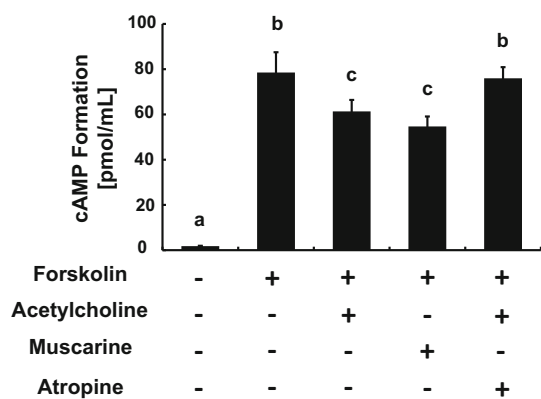 100
80
60
40
20
0
cAMP Formation
[pmol/mL]
a
b
c
c
b
Forskolin - + + + +
Acetylcholine - - + - +
Muscarine - - - + -
Atropine - - - - +